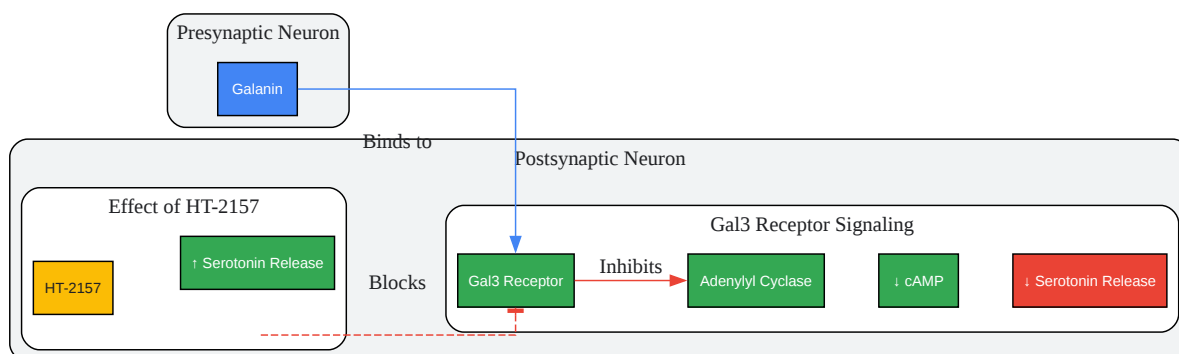 Presynaptic Neuron
Galanin
Binds to
Postsynaptic Neuron
Effect of HT-2157
↑ Serotonin Release
HT-2157
Blocks
Gal3 Receptor Signaling
Gal3 Receptor
Inhibits
Adenylyl Cyclase
↓ cAMP
↓ Serotonin Release